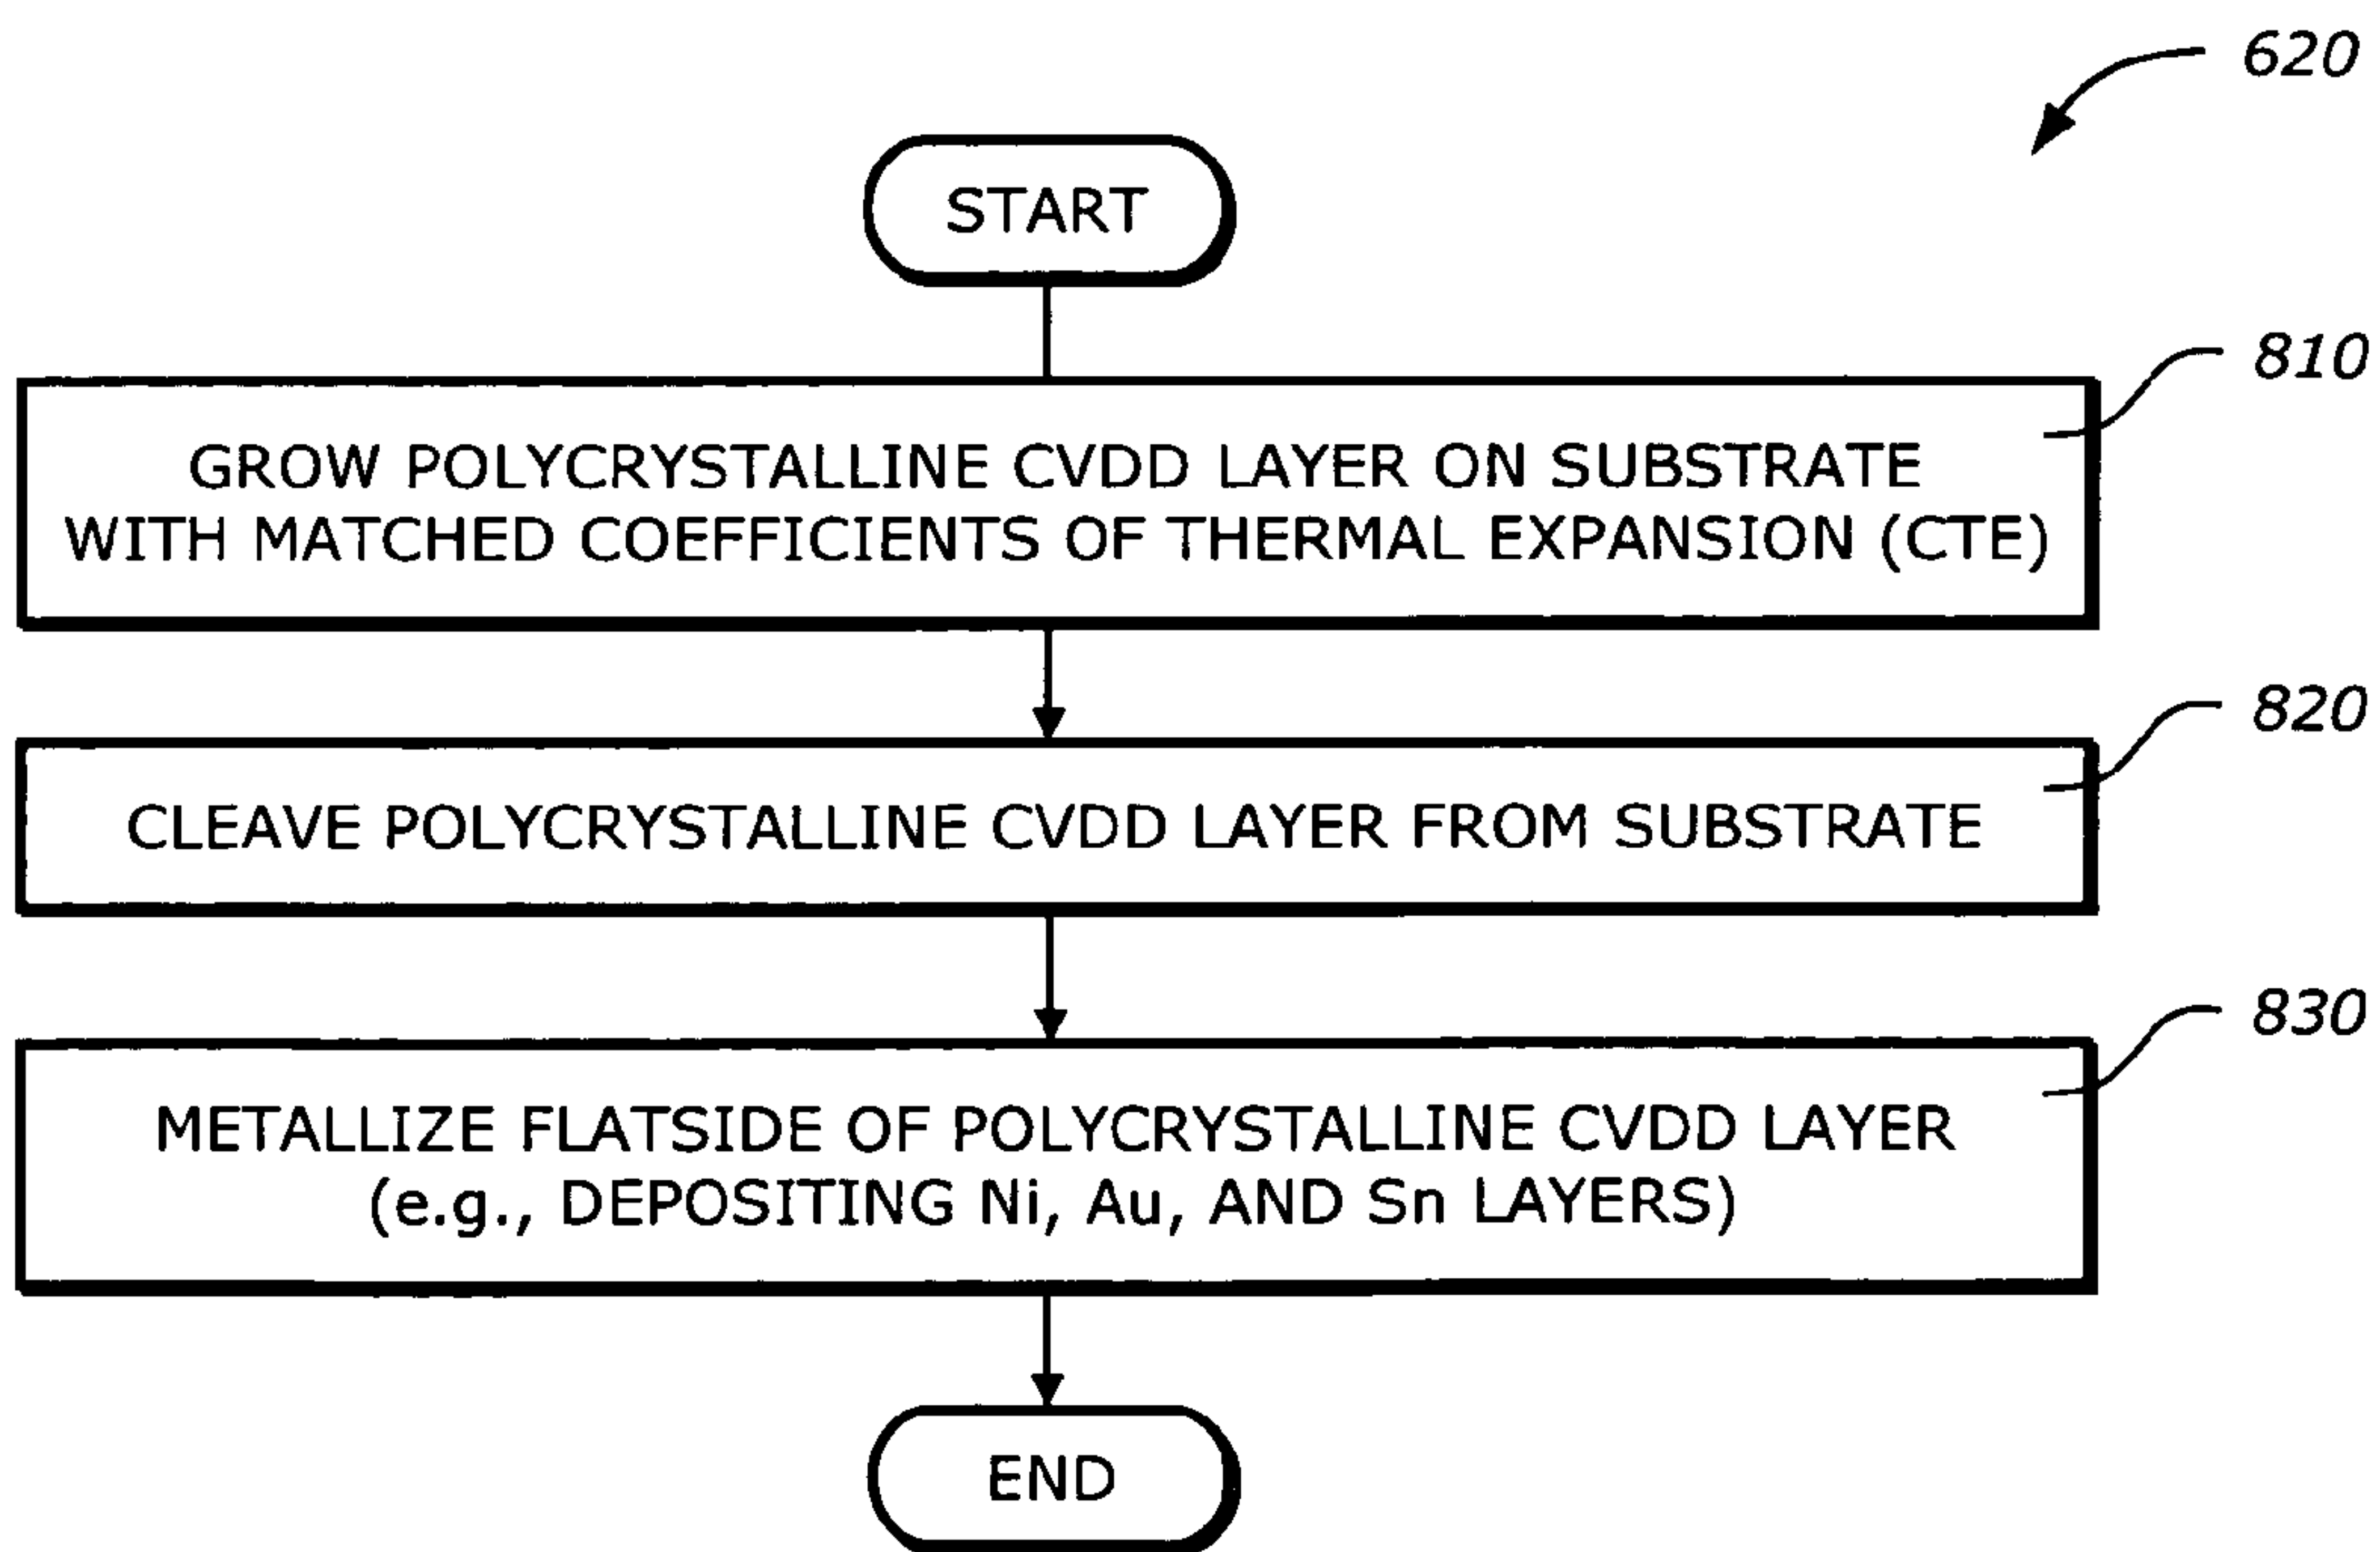 620
START
810
GROW POLYCRYSTALLINE CVDD LAYER ON SUBSTRATE
WITH MATCHED COEFFICIENTS OF THERMAL EXPANSION (CTE)
820
CLEAVE POLYCRYSTALLINE CVDD LAYER FROM SUBSTRATE
830
METALLIZE FLATSIDE OF POLYCRYSTALLINE CVDD LAYER
(e.g., DEPOSITING Ni, Au, AND Sn LAYERS)
END